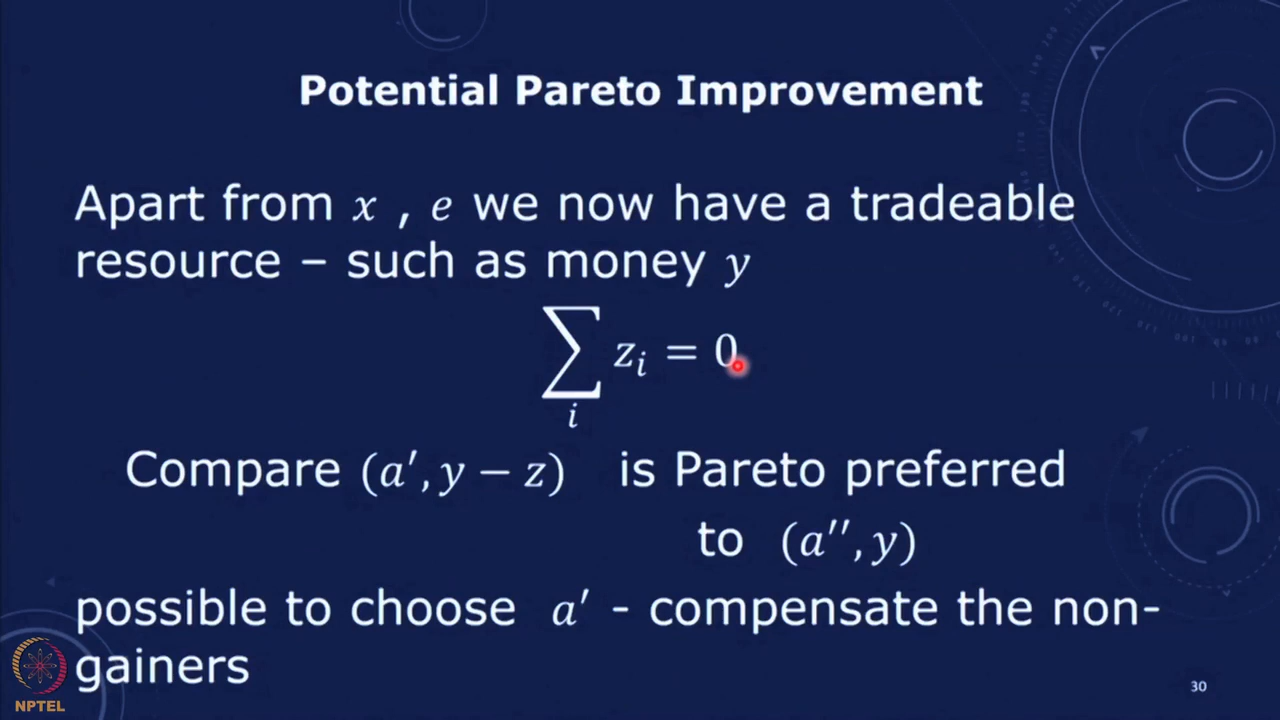 Potential Pareto Improvement
Apart from x , e we now have a tradeable
resource – such as money y
∑ᵢ zᵢ = 0
Compare (a′, y − z) is Pareto preferred
to (a′′, y)
possible to choose a′ - compensate the non-
gainers
30
NPTEL